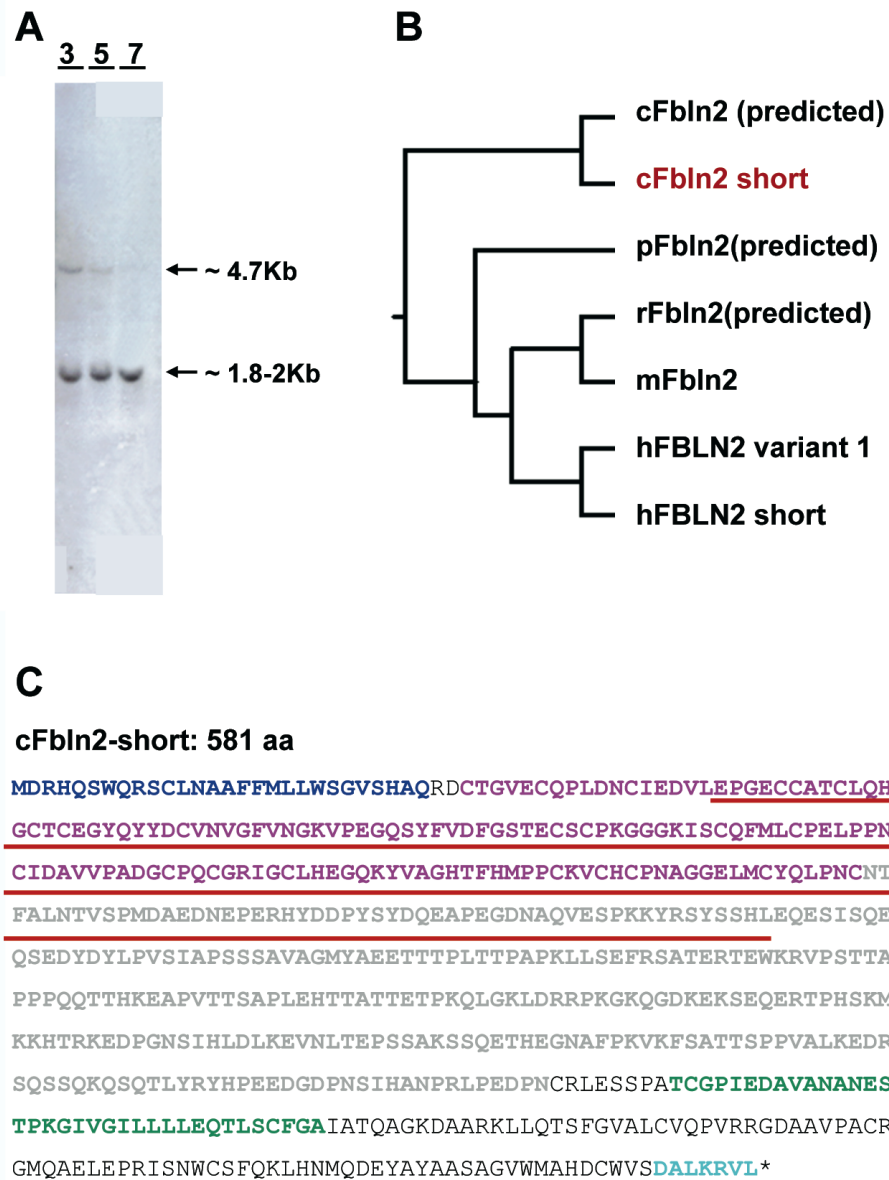 A
B
3 5 7
~ 4.7Kb
~ 1.8-2Kb
cFbln2 (predicted)
cFbln2 short
pFbln2(predicted)
rFbln2(predicted)
mFbln2
hFBLN2 variant 1
hFBLN2 short
C
cFbln2-short: 581 aa
MDRHQSWQRSCLNAAFFMLLWSGVSHAQRDCTGVECQPLDNCIEDVLEPGECCATCLQH
GCTCEGYQYYDCVNVGFVNGKVPEGQSYFVDFGSTECSCPKGGGKISCQFMLCPELPPN
CIDAVVPADGCPQCGRIGCLHEGQKYVAGHTFHMPPCKVCHCPNAGGELMCYQLPNCNT
FALNTVSPMDAEDNEPERHYDDPYSYDQEAPEGDNAQVESPKKYRSYSSHLEQESISQE
QSEDYDYLPVSIAPSSSAVAGMYAEETTTPLTTPAPKLLSEFRSATERTEWKRVPSTTA
PPPQQTTHKEAPVTTSSAPLEHTTATTETPKQLGKLDRRPKGKQGDKEKSEQERTPHSKM
KKHTRKEDPGNSIHLDLKEVNLTEPSSAKSSQETHEGNAFPKVKFSATTSPPVALKEDR
SQSSQKQSQTLYRYHPEEDGDPNSIHANPRLPEDPNCRLESSPATCGPIEDAVANANES
TPKGIVGILLLLEQTLSCFGAIATQAGKDAARKLLQTSFGVALCVQPVRRGDAAVPACR
GMQAELEPRISNWCSFQKLHNMQDEYAYAASAGVWMAHDCWVSDALKRVL*